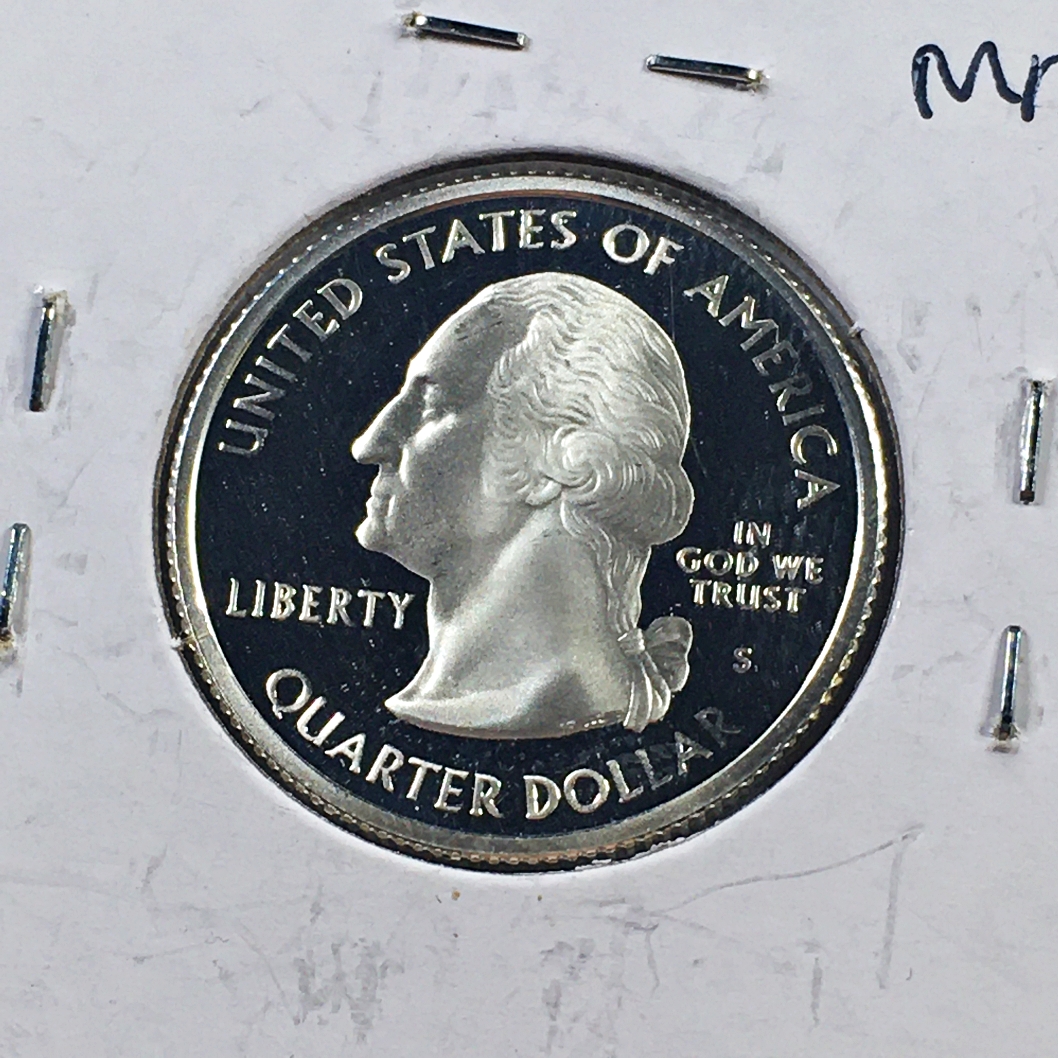 UNITED STATES OF AMERICA
LIBERTY
IN
GOD WE
TRUST
S
QUARTER DOLLAR